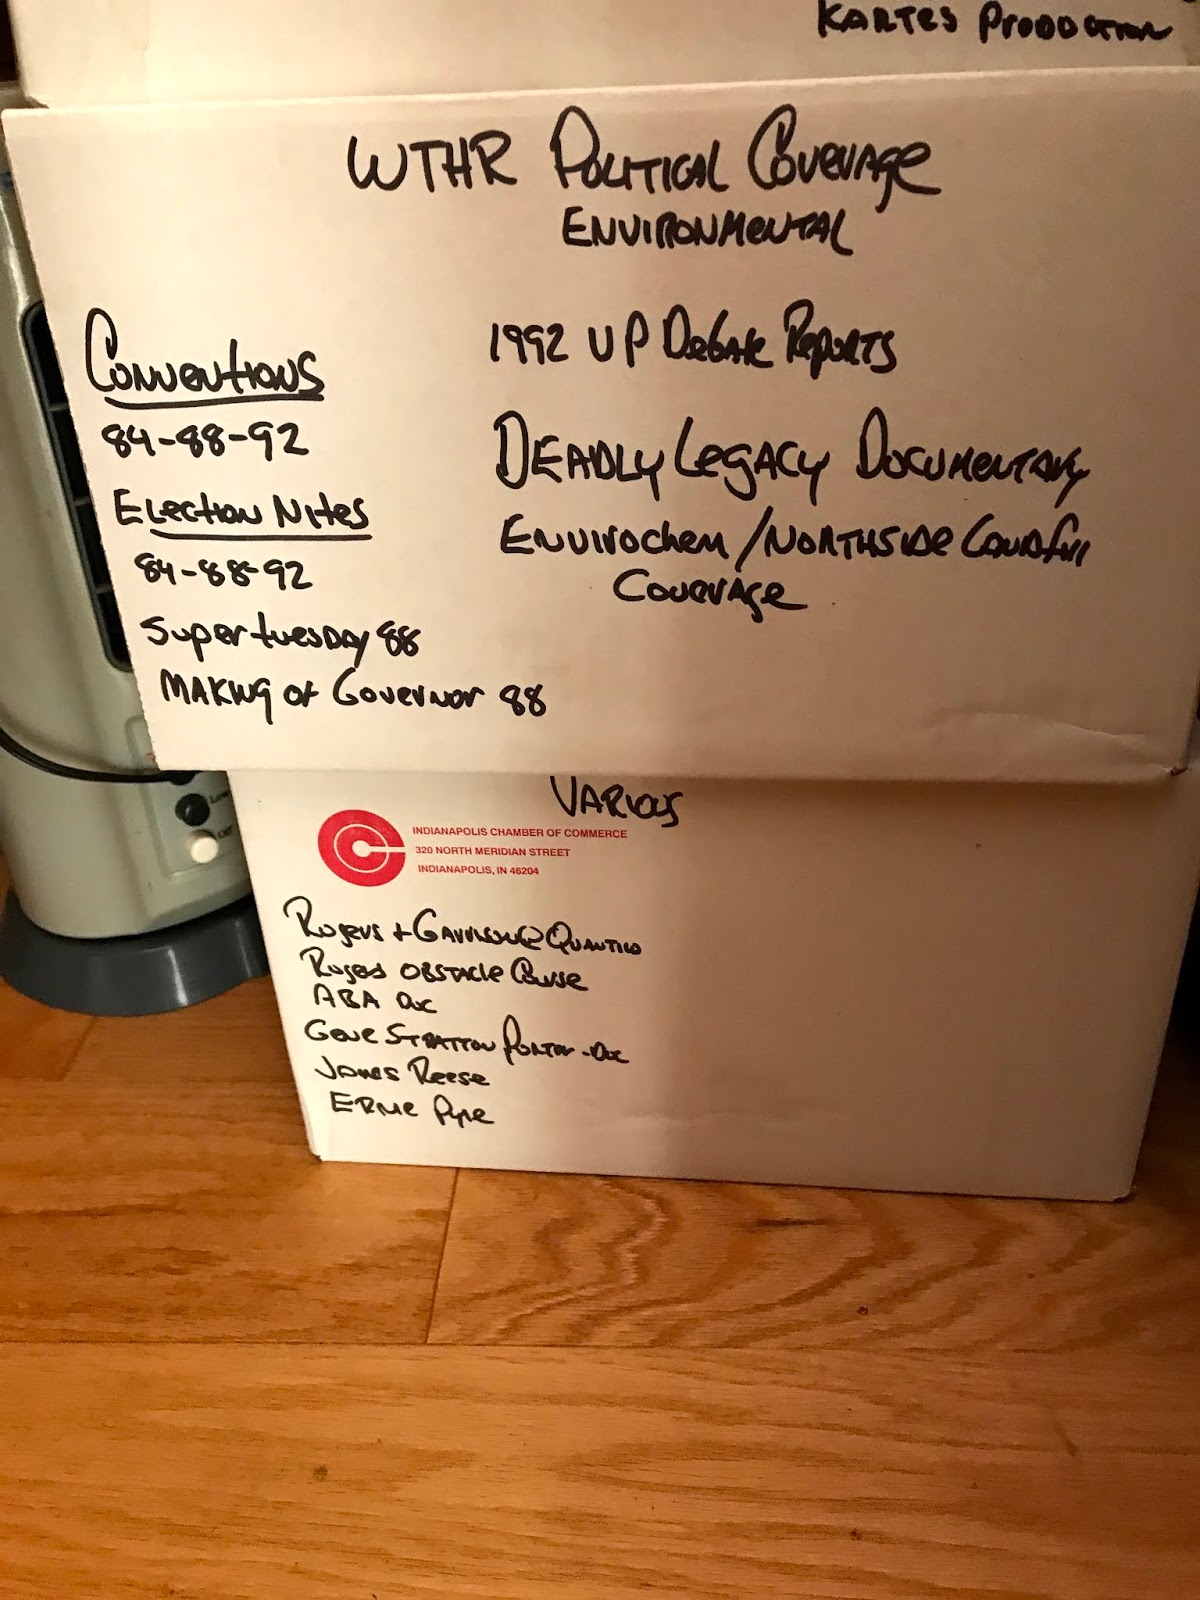 KARTES PRODUCTION
WTHR POLITICAL COVERAGE
ENVIRONMENTAL
CONVENTIONS
84-88-92
ELECTION NITES
84-88-92
SUPER TUESDAY 88
MAKING OF GOVERNOR 88
1992 VP DEBATE REPORTS
DEADLY LEGACY DOCUMENTARY
ENVIROCHEM/NORTHSIDE LANDFILL
COVERAGE
Low
Off
VARIOUS
INDIANAPOLIS CHAMBER OF COMMERCE
320 NORTH MERIDIAN STREET
INDIANAPOLIS, IN 46204
ROGERS + QUANTICO
OBSTACLE COURSE
ABA DOC
GENE STRATTON PORTER - DOC
JAMES REESE
ERNIE PYLE